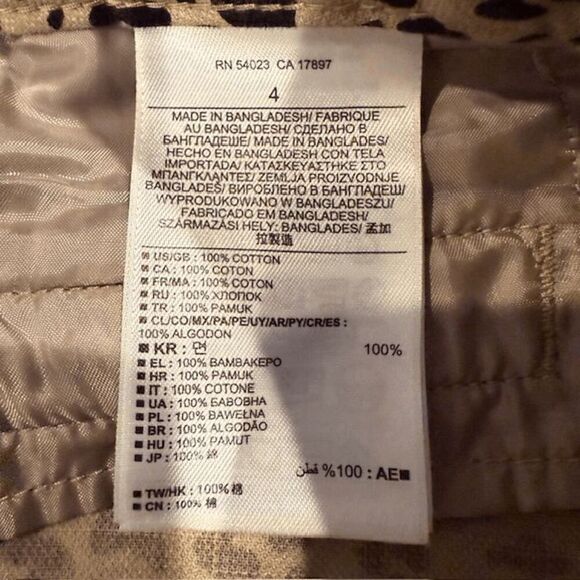 RN 54023 CA 17897
4
MADE IN BANGLADESH/ FABRIQUE
AU BANGLADESH/ СДЕЛАНО В
БАНГЛАДЕШЕ/ MADE IN BANGLADES/
HECHO EN BANGLADESH CON TELA
IMPORTADA/ ΚΑΤΑΣΚΕΥΑΣΤΗΚΕ ΣΤΟ
ΜΠΑΝΓΚΛΑΝΤΕΣ/ ZEMLJA PROIZVODNJE
BANGLADEŠ/ ВИРОБЛЕНО В БАНГЛАДЕШ/
WYPRODUKOWANO W BANGLADESZU/
FABRICADO EM BANGLADESH/
SZÁRMAZÁSI HELY: BANGLADES/ 孟加
拉製造
US/GB : 100% COTTON
CA : 100% COTON
FR/MA : 100% COTON
RU : 100% ХЛОПОК
TR : 100% PAMUK
CL/CO/MX/PA/PE/UY/AR/PY/CR/ES :
100% ALGODON
KR : 면 100%
EL : 100% ΒΑΜΒΑΚΕΡΟ
HR : 100% PAMUK
IT : 100% COTONE
UA : 100% БАВОВНА
PL : 100% BAWEŁNA
BR : 100% ALGODÃO
HU : 100% PAMUT
JP : 100% 綿
AE : 100% قطن
TW/HK : 100% 棉
CN : 100% 棉